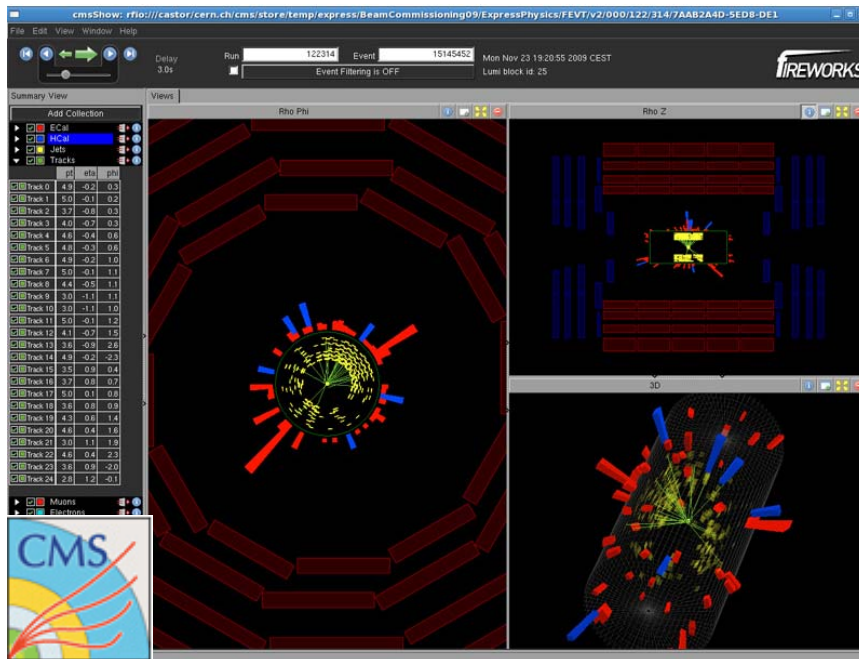 cmsShow: rfio:///castor/cern.ch/cms/store/temp/express/BeamCommissioning09/ExpressPhysics/FEVT/v2/000/122/314/7AAB2A4D-5ED8-DE1
File Edit View Window Help
Delay
3.0s
Run 122314 Event 15145452
Event Filtering is OFF
Mon Nov 23 19:20:55 2009 CEST
Lumi block id: 25
FIREWORKS
Summary View
Views
Add Collection
Rho Phi
Rho Z
ECal
HCal
Jets
Tracks
pt eta phi
Track 0 4.9 -0.2 0.3
Track 1 5.0 -0.1 0.2
Track 2 3.7 -0.8 0.3
Track 3 4.0 -0.7 0.3
Track 4 4.6 -0.4 0.6
Track 5 4.8 -0.3 0.6
Track 6 4.9 -0.2 1.0
Track 7 5.0 -0.1 1.1
Track 8 4.4 -0.5 1.1
Track 9 3.0 -1.1 1.1
Track 10 3.0 -1.1 1.0
Track 11 5.0 -0.1 1.2
Track 12 4.1 -0.7 1.5
Track 13 3.6 -0.9 2.6
Track 14 4.9 -0.2 -2.3
Track 15 3.5 0.9 0.4
Track 16 3.7 0.8 0.7
Track 17 5.0 0.1 0.8
Track 18 3.6 0.8 0.9
Track 19 4.3 0.6 1.4
Track 20 4.6 0.4 1.6
Track 21 3.0 1.1 1.9
Track 22 4.6 0.4 2.3
Track 23 3.6 0.9 -2.0
Track 24 2.8 1.2 -0.1
3D
Muons
Electrons
CMS